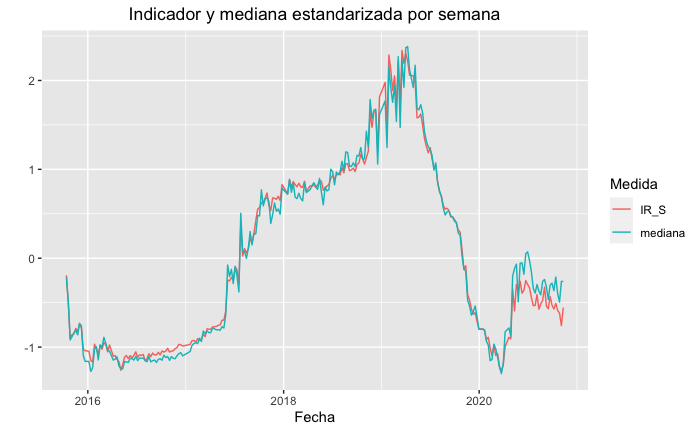 Indicador y mediana estandarizada por semana
2
1
0
-1
2016
2018
2020
Fecha
Medida
IR_S
mediana